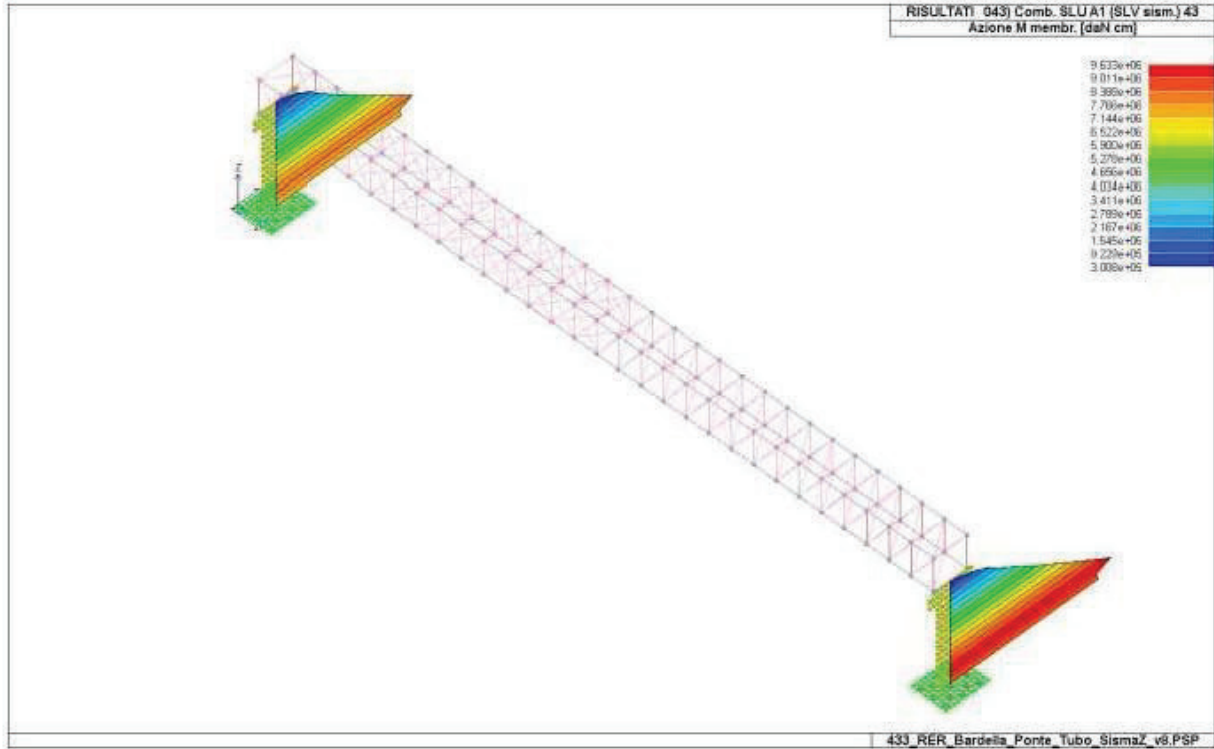 RISULTATI 043) Comb. SLU A1 (SLV sism.) 43
Azione M membr. [daN cm]
9.633e+06
9.011e+06
8.388e+06
7.766e+06
7.144e+06
6.522e+06
5.900e+06
5.278e+06
4.656e+06
4.034e+06
3.411e+06
2.789e+06
2.167e+06
1.545e+06
9.229e+05
3.008e+05
433_RER_Bardella_Ponte_Tubo_SismaZ_v8.PSP